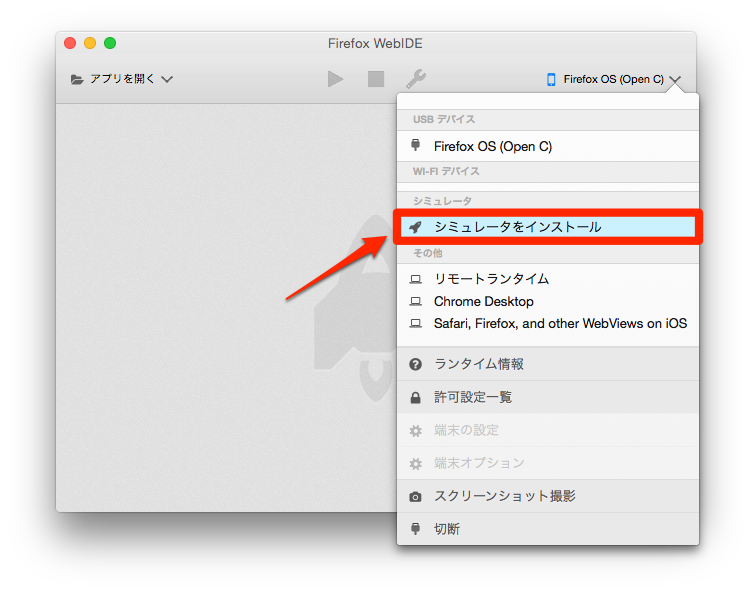 Firefox WebIDE
アプリを開く
Firefox OS (Open C)
USB デバイス
Firefox OS (Open C)
WI-FI デバイス
シミュレータ
シミュレータをインストール
その他
リモートランタイム
Chrome Desktop
Safari, Firefox, and other WebViews on iOS
ランタイム情報
許可設定一覧
端末の設定
端末オプション
スクリーンショット撮影
切断